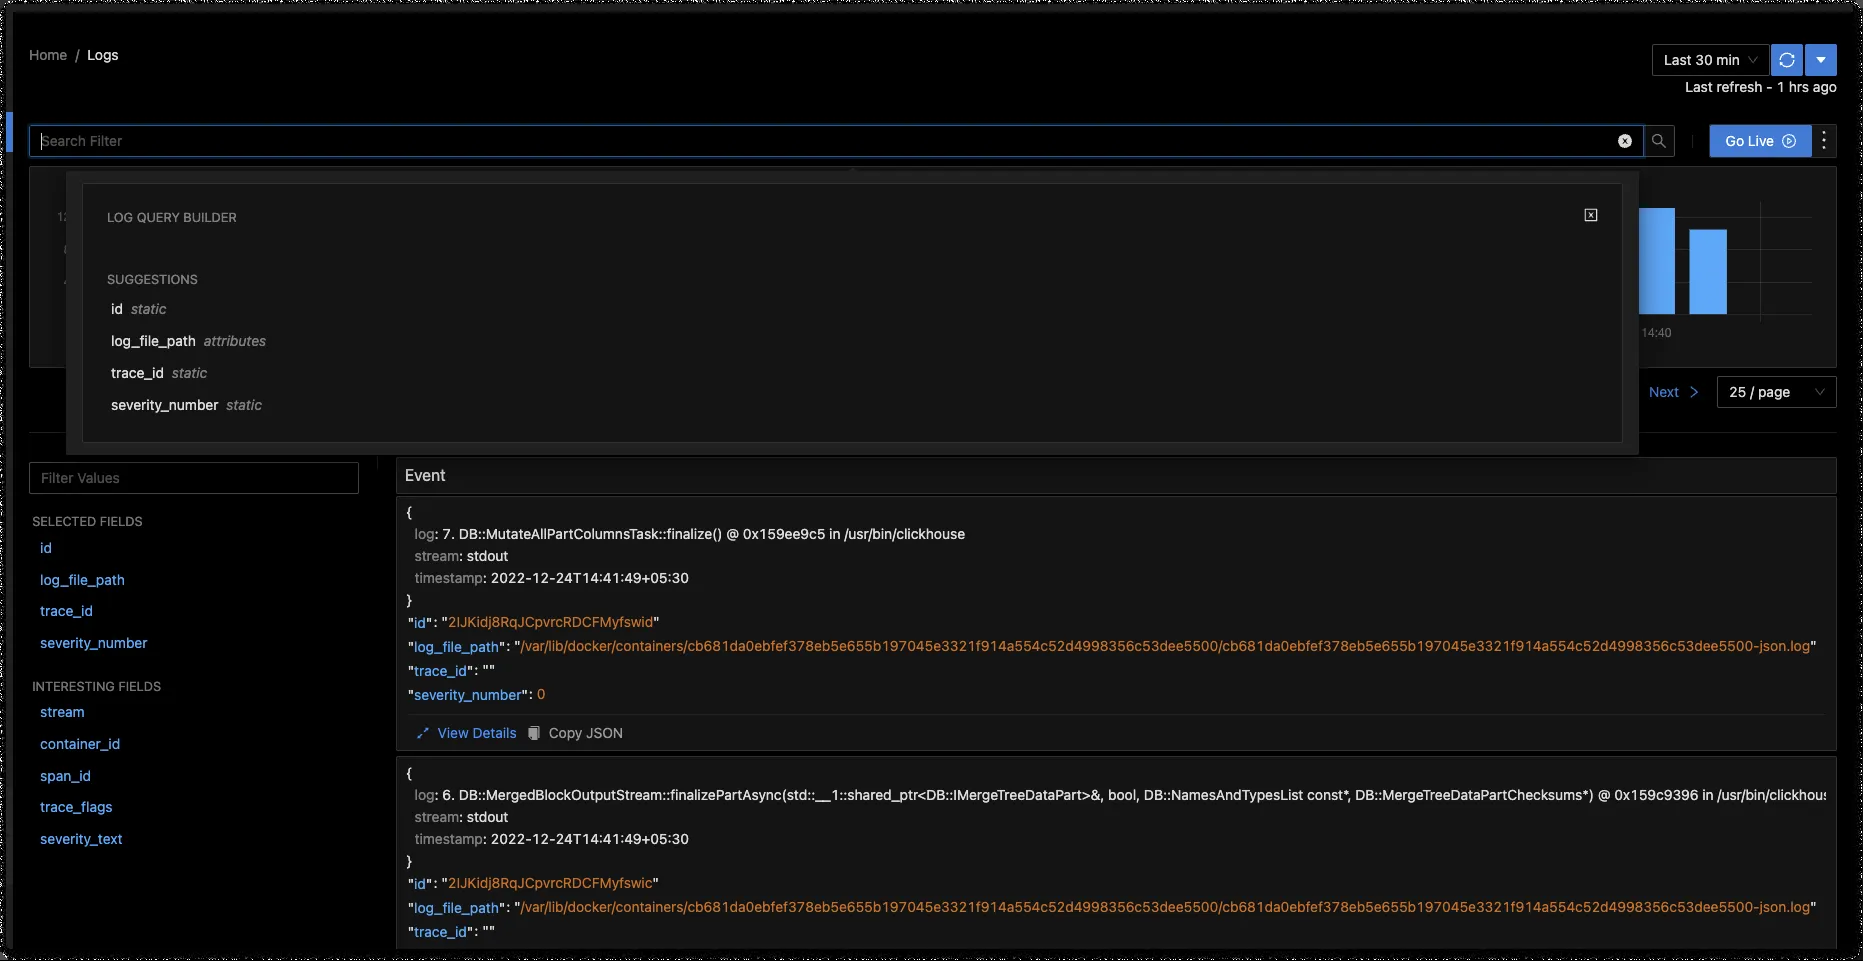 Home / Logs
Last 30 min
Last refresh - 1 hrs ago
Search Filter
Go Live
LOG QUERY BUILDER
SUGGESTIONS
id static
log_file_path attributes
trace_id static
severity_number static
14:40
Next
25 / page
Filter Values
SELECTED FIELDS
id
log_file_path
trace_id
severity_number
INTERESTING FIELDS
stream
container_id
span_id
trace_flags
severity_text
Event
{
log: 7. DB::MutateAllPartColumnsTask::finalize() @ 0x159ee9c5 in /usr/bin/clickhouse
stream: stdout
timestamp: 2022-12-24T14:41:49+05:30
}
"id": "2IJKidj8RqJCpvrcRDCFMyfswid"
"log_file_path": "/var/lib/docker/containers/cb681da0ebfef378eb5e655b197045e3321f914a554c52d4998356c53dee5500/cb681da0ebfef378eb5e655b197045e3321f914a554c52d4998356c53dee5500-json.log"
"trace_id": ""
"severity_number": 0
View Details Copy JSON
{
log: 6. DB::MergedBlockOutputStream::finalizePartAsync(std::__1::shared_ptr<DB::IMergeTreeDataPart>&, bool, DB::NamesAndTypesList const*, DB::MergeTreeDataPartChecksums*) @ 0x159c9396 in /usr/bin/clickhous
stream: stdout
timestamp: 2022-12-24T14:41:49+05:30
}
"id": "2IJKidj8RqJCpvrcRDCFMyfswic"
"log_file_path": "/var/lib/docker/containers/cb681da0ebfef378eb5e655b197045e3321f914a554c52d4998356c53dee5500/cb681da0ebfef378eb5e655b197045e3321f914a554c52d4998356c53dee5500-json.log"
"trace_id": ""